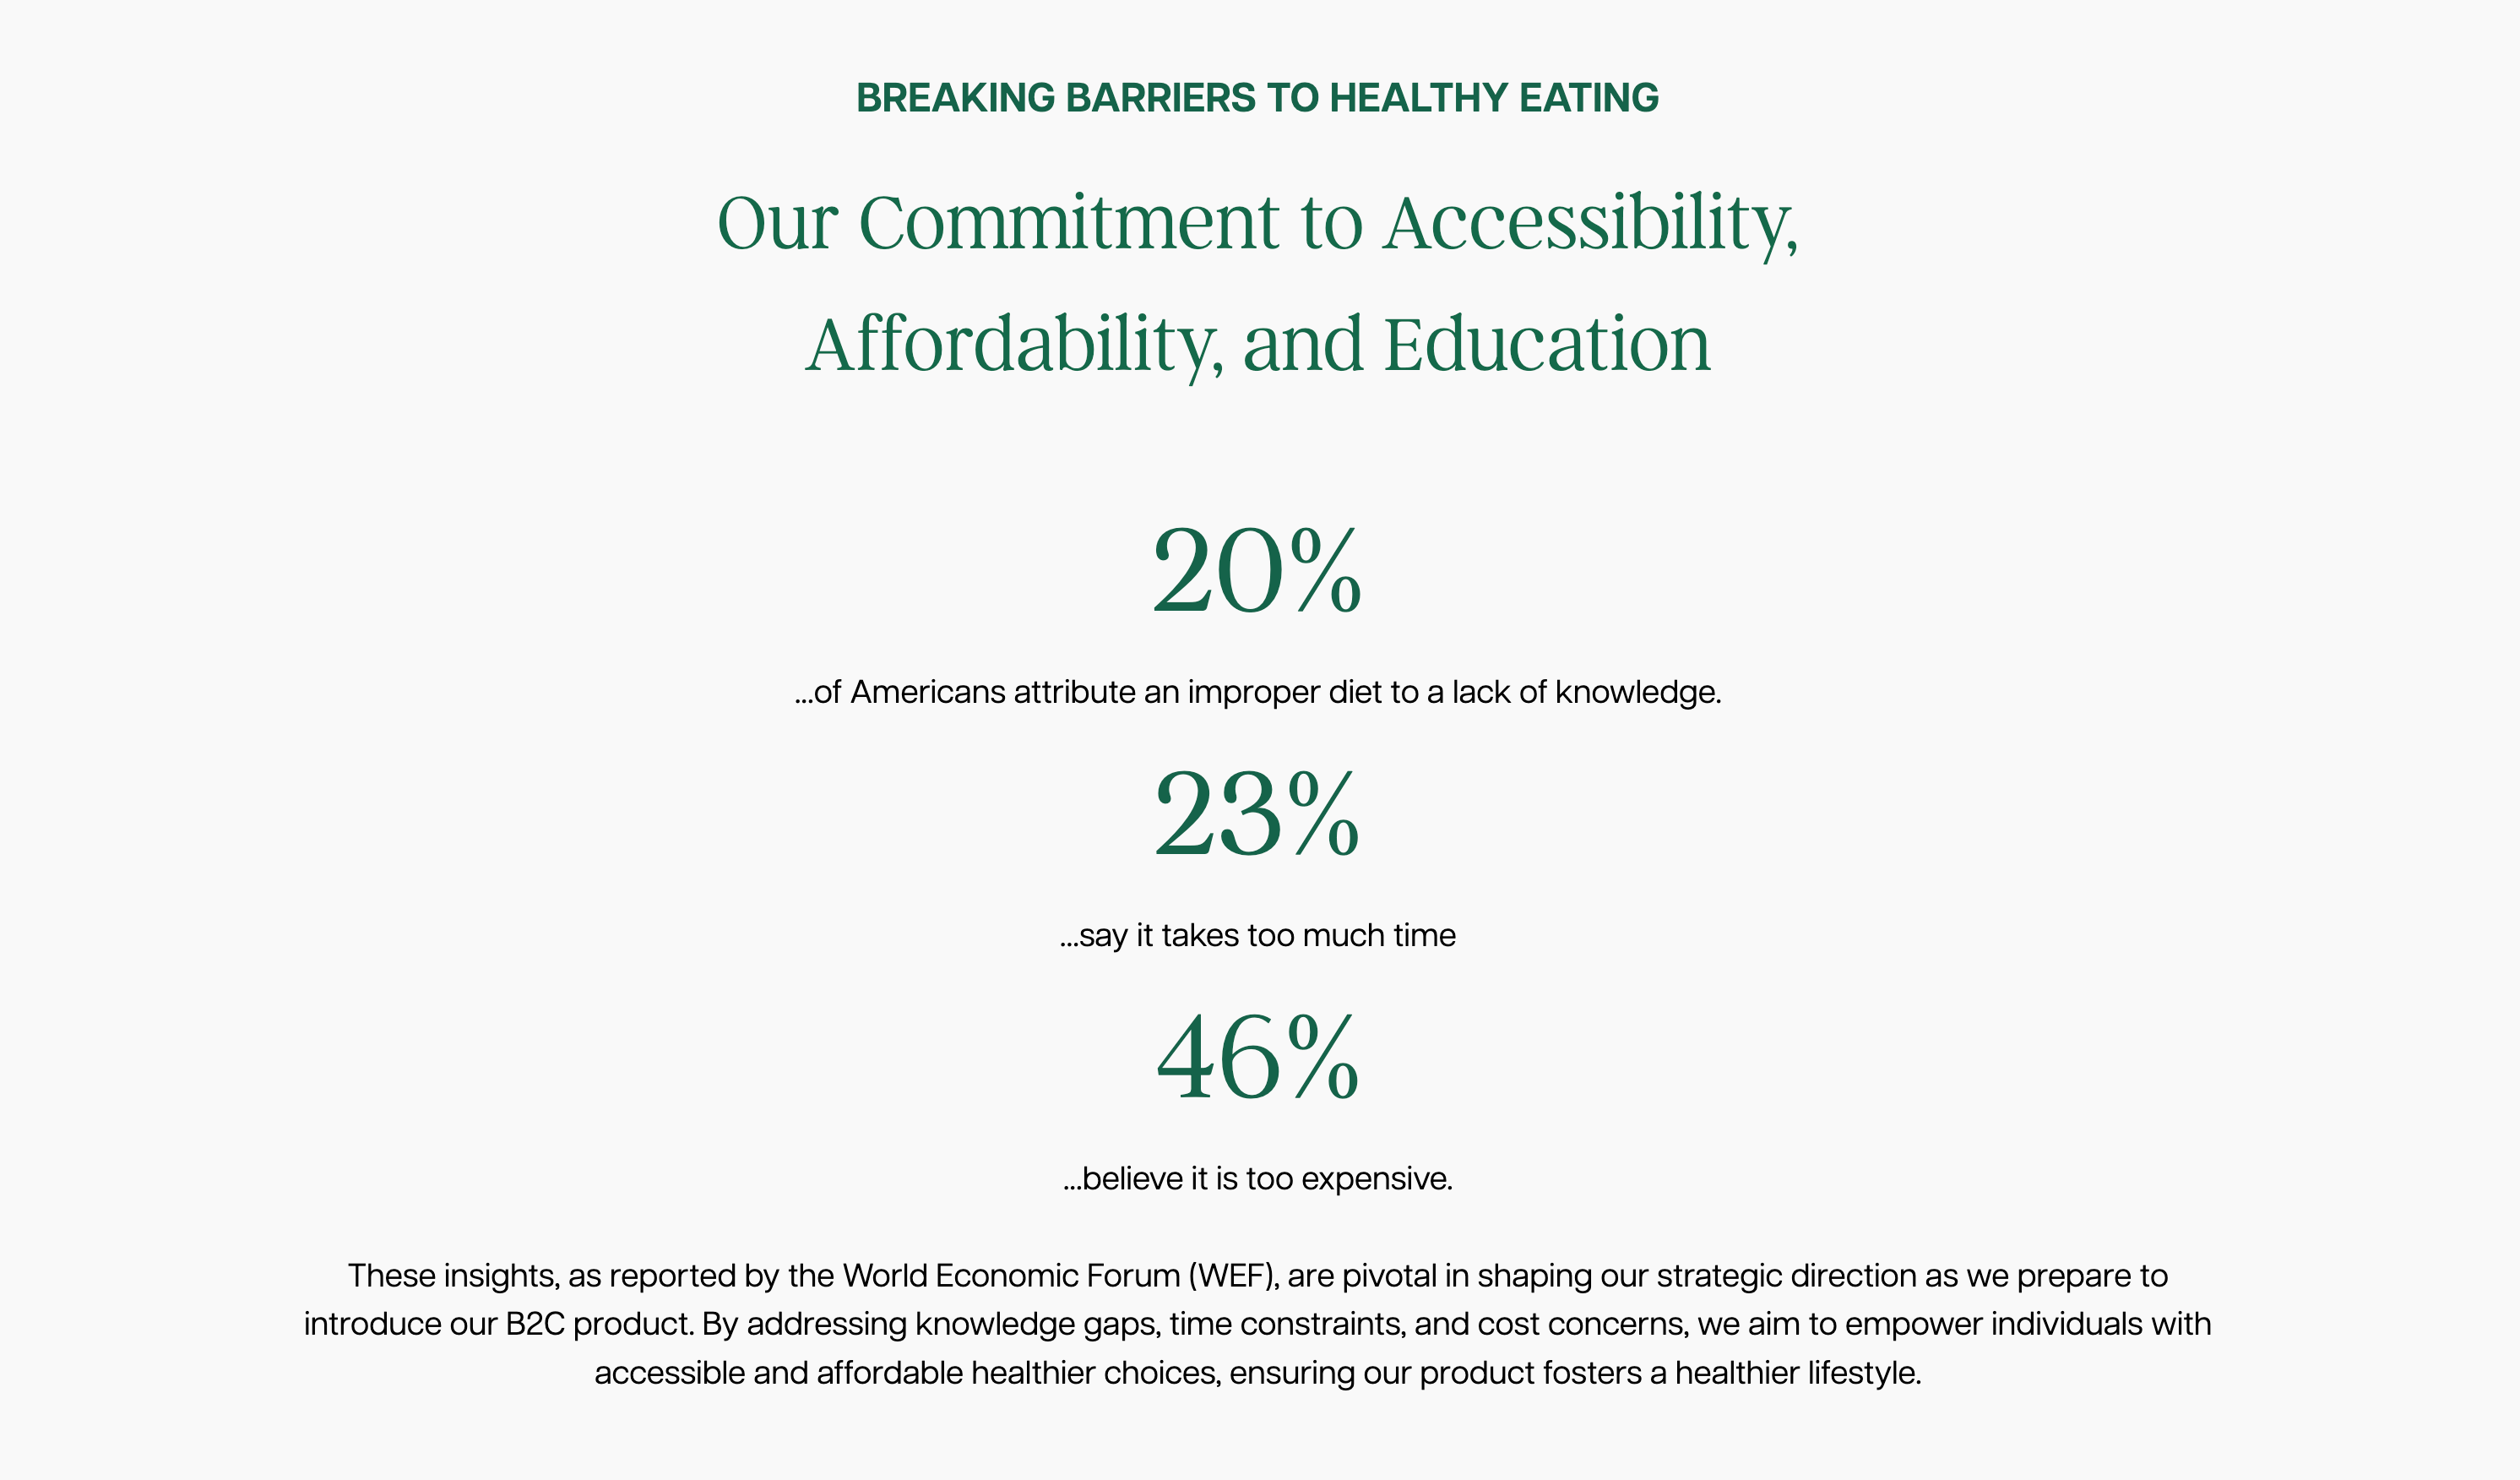 BREAKING BARRIERS TO HEALTHY EATING
Our Commitment to Accessibility,
Affordability, and Education
20%
...of Americans attribute an improper diet to a lack of knowledge.
23%
...say it takes too much time
46%
...believe it is too expensive.
These insights, as reported by the World Economic Forum (WEF), are pivotal in shaping our strategic direction as we prepare to
introduce our B2C product. By addressing knowledge gaps, time constraints, and cost concerns, we aim to empower individuals with
accessible and affordable healthier choices, ensuring our product fosters a healthier lifestyle.